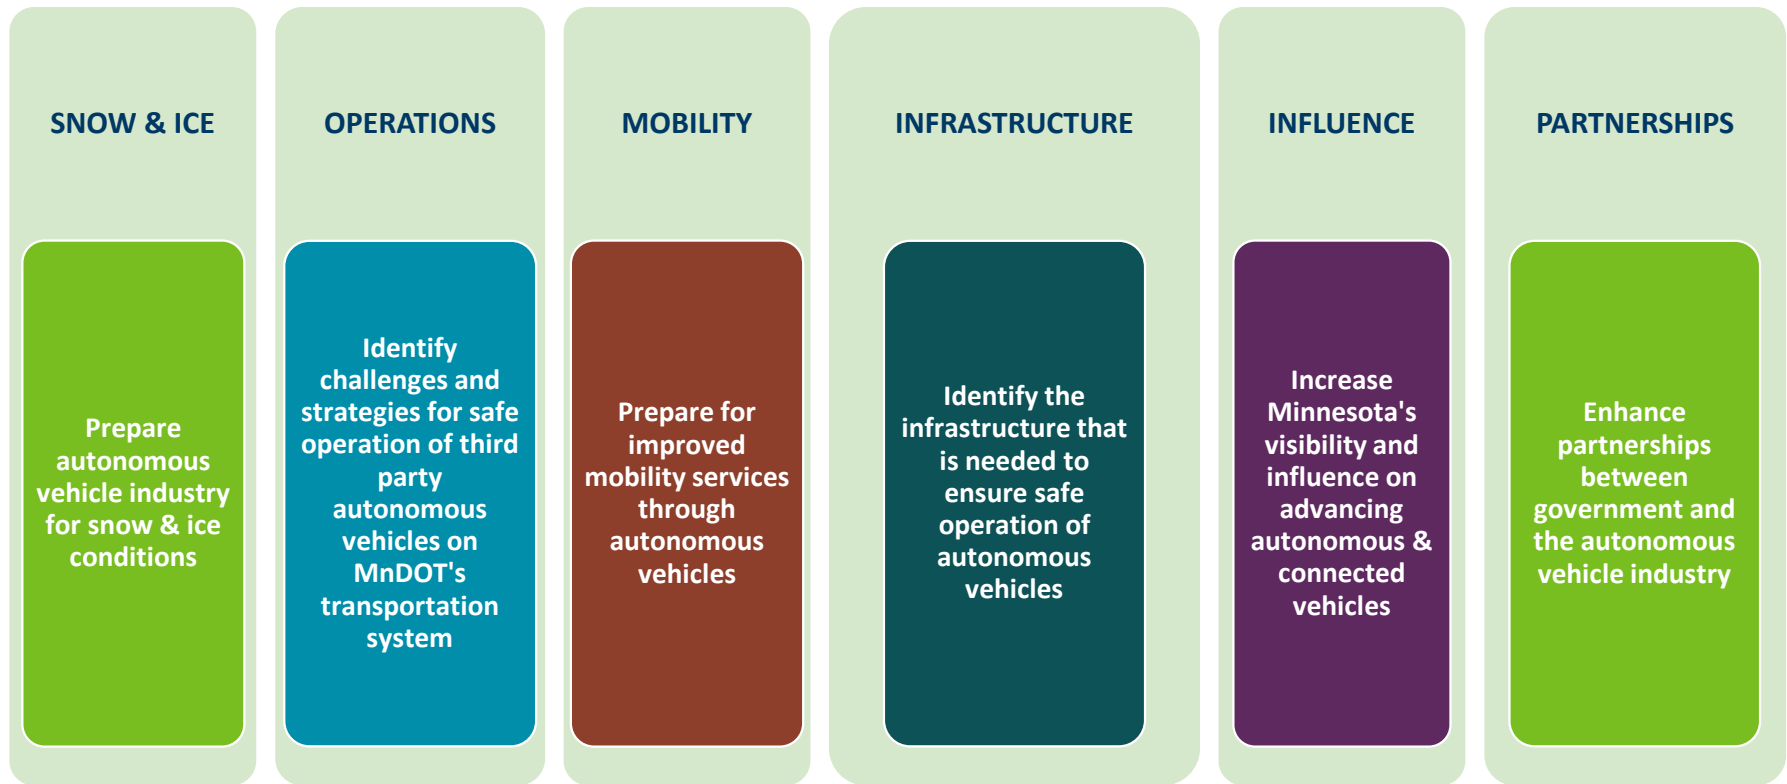 SNOW & ICE
Prepare
autonomous
vehicle industry
for snow & ice
conditions
OPERATIONS
Identify
challenges and
strategies for safe
operation of third
party
autonomous
vehicles on
MnDOT's
transportation
system
MOBILITY
Prepare for
improved
mobility services
through
autonomous
vehicles
INFRASTRUCTURE
Identify the
infrastructure that
is needed to
ensure safe
operation of
autonomous
vehicles
INFLUENCE
Increase
Minnesota's
visibility and
influence on
advancing
autonomous &
connected
vehicles
PARTNERSHIPS
Enhance
partnerships
between
government and
the autonomous
vehicle industry